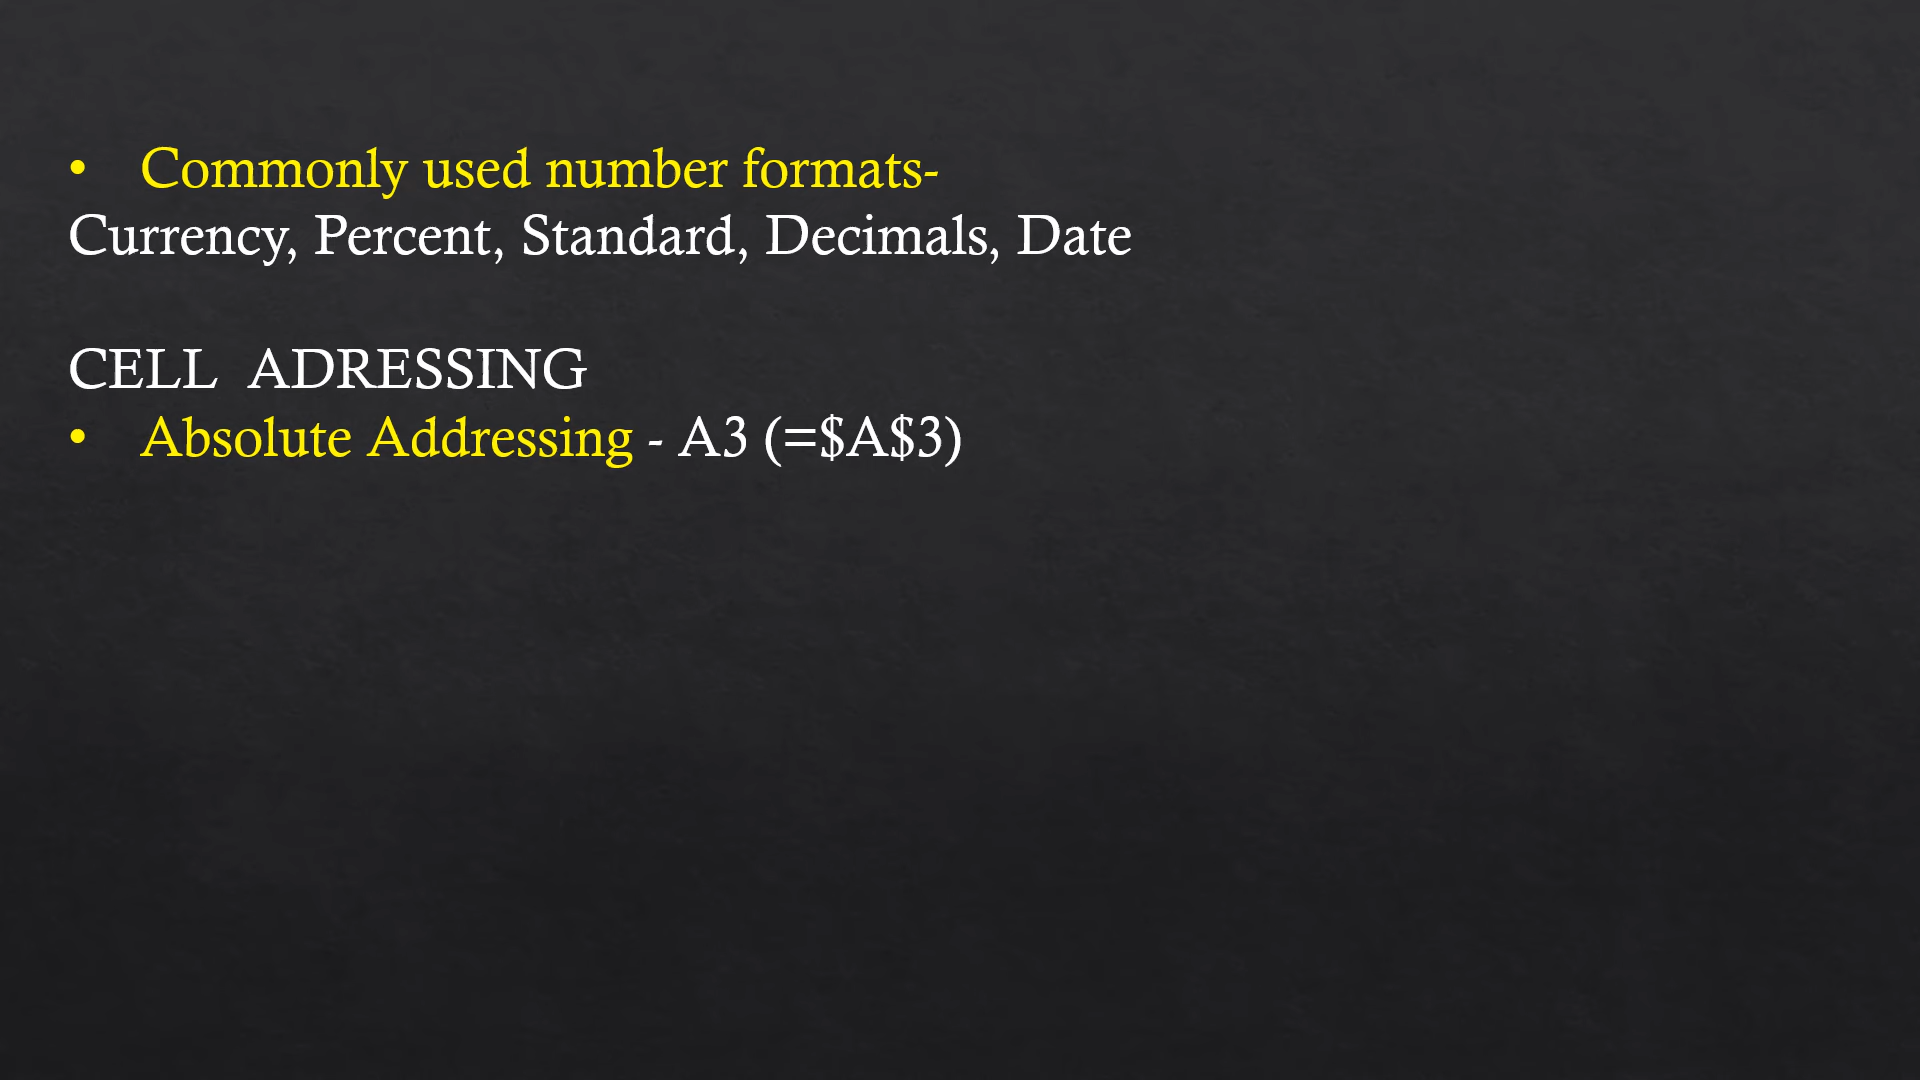 • Commonly used number formats-
Currency, Percent, Standard, Decimals, Date
CELL ADRESSING
• Absolute Addressing - A3 (=$A$3)